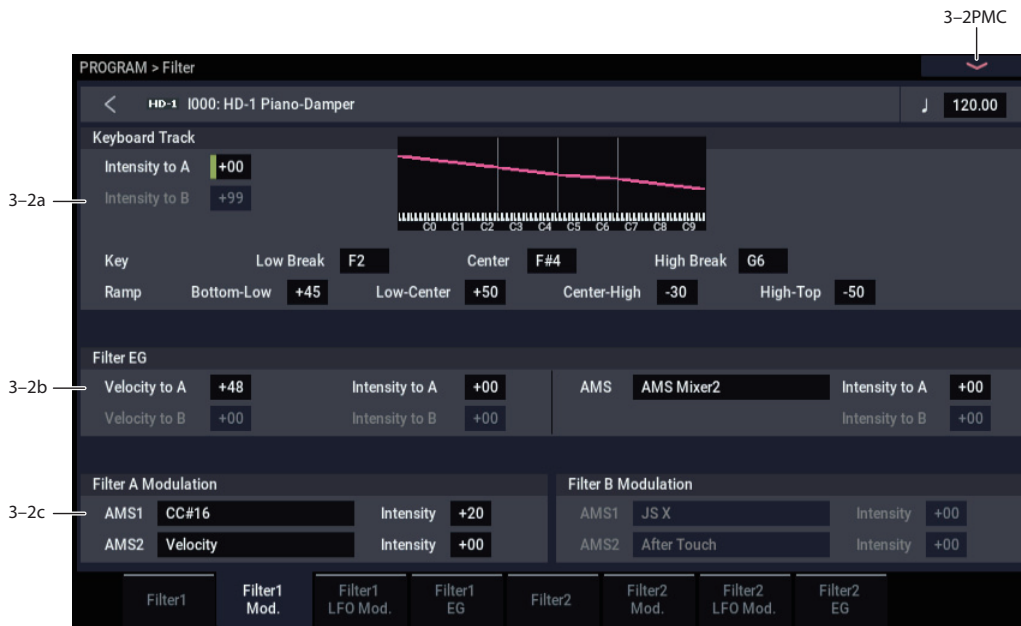 3–2PMC
PROGRAM > Filter
HD-1 I000: HD-1 Piano-Damper ♩ 120.00
Keyboard Track
Intensity to A +00
3–2a
Intensity to B +99
C0 C1 C2 C3 C4 C5 C6 C7 C8 C9
Key Low Break F2 Center F#4 High Break G6
Ramp Bottom-Low +45 Low-Center +50 Center-High -30 High-Top -50
Filter EG
3–2b
Velocity to A +48 Intensity to A +00 AMS AMS Mixer2 Intensity to A +00
Velocity to B +00 Intensity to B +00 Intensity to B +00
Filter A Modulation Filter B Modulation
3–2c
AMS1 CC#16 Intensity +20 AMS1 JS X Intensity +00
AMS2 Velocity Intensity +00 AMS2 After Touch Intensity +00
Filter1 Filter1 Mod. Filter1 LFO Mod. Filter1 EG Filter2 Filter2 Mod. Filter2 LFO Mod. Filter2 EG